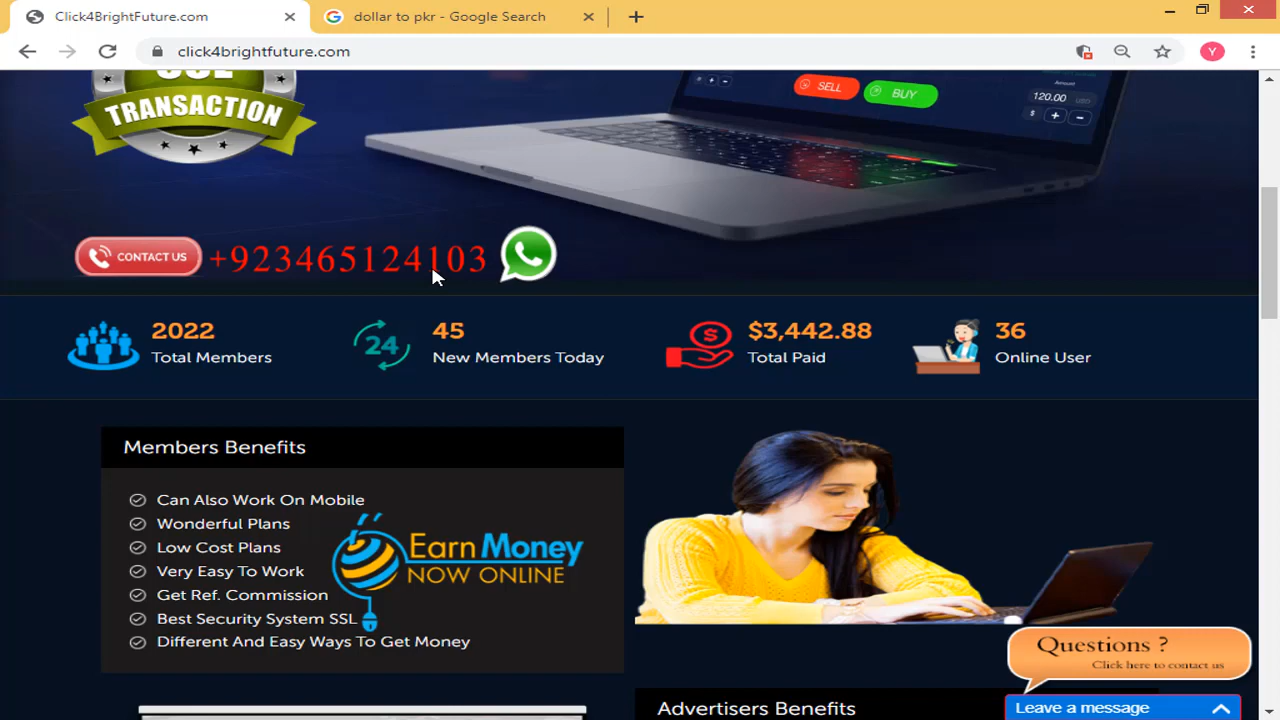 Click4BrightFuture.com
dollar to pkr - Google Search
click4brightfuture.com
Y
TRANSACTION
SELL
BUY
Amount
120.00 USD
$
CONTACT US
+923465124103
2022
Total Members
24
45
New Members Today
$
$3,442.88
Total Paid
36
Online User
Members Benefits
Can Also Work On Mobile
Wonderful Plans
Low Cost Plans
Very Easy To Work
Get Ref. Commission
Best Security System SSL
Different And Easy Ways To Get Money
Earn Money
NOW ONLINE
Questions ?
Click here to contact us
Advertisers Benefits
Leave a message